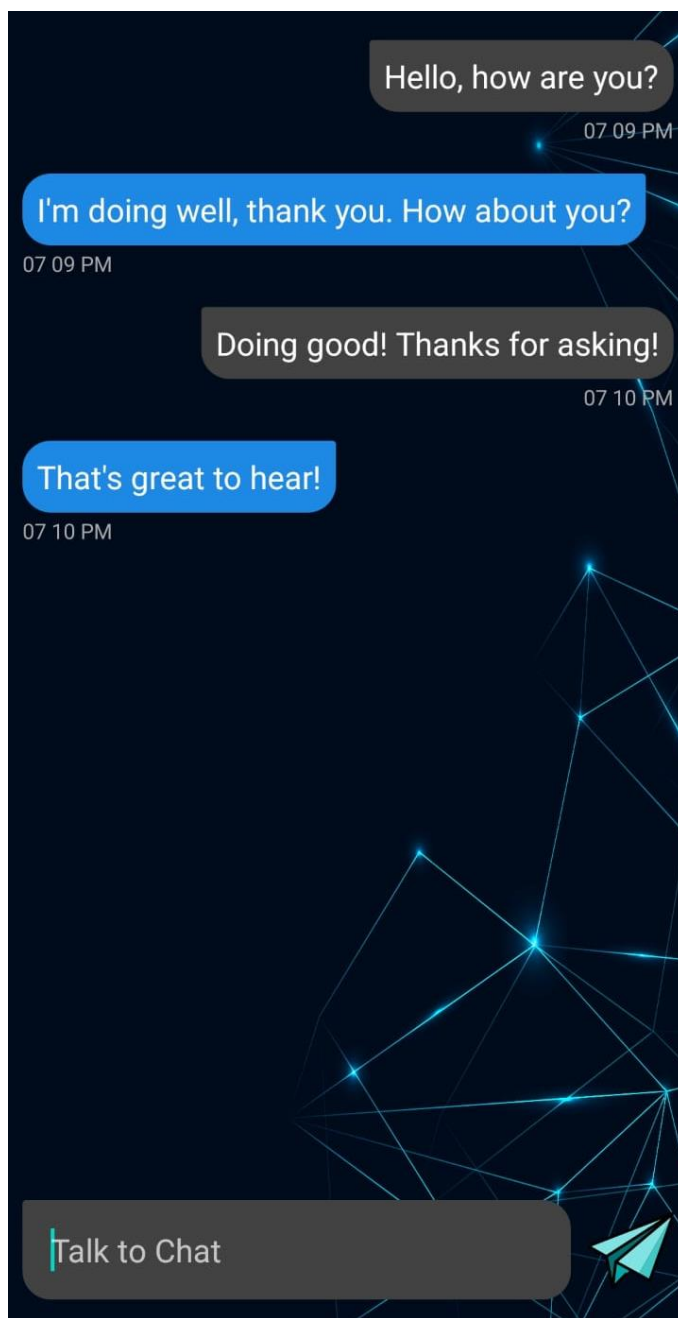 Hello, how are you?
07 09 PM
I'm doing well, thank you. How about you?
07 09 PM
Doing good! Thanks for asking!
07 10 PM
That's great to hear!
07 10 PM
Talk to Chat